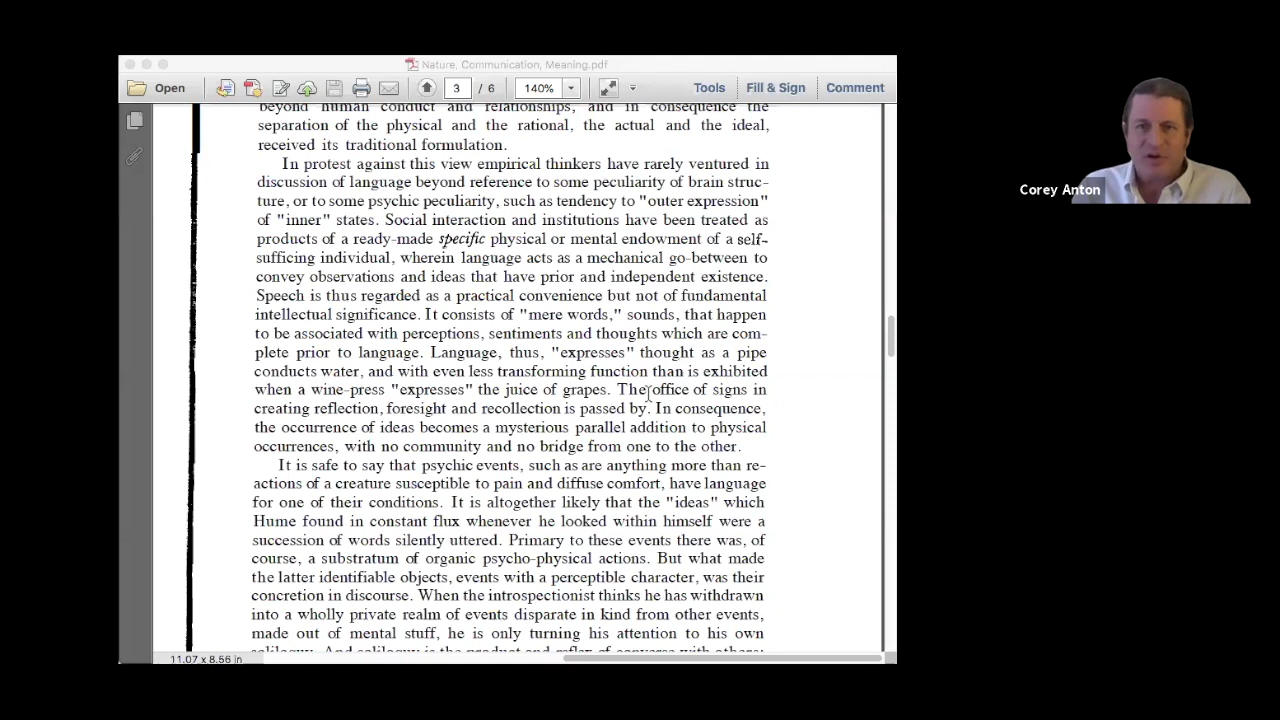 Nature, Communication, Meaning.pdf
Open
3 / 6
140%
Tools
Fill & Sign
Comment
beyond human conduct and relationships, and in consequence the
separation of the physical and the rational, the actual and the ideal,
received its traditional formulation.
In protest against this view empirical thinkers have rarely ventured in
discussion of language beyond reference to some peculiarity of brain struc-
ture, or to some psychic peculiarity, such as tendency to "outer expression"
of "inner" states. Social interaction and institutions have been treated as
products of a ready-made specific physical or mental endowment of a self-
sufficing individual, wherein language acts as a mechanical go-between to
convey observations and ideas that have prior and independent existence.
Speech is thus regarded as a practical convenience but not of fundamental
intellectual significance. It consists of "mere words," sounds, that happen
to be associated with perceptions, sentiments and thoughts which are com-
plete prior to language. Language, thus, "expresses" thought as a pipe
conducts water, and with even less transforming function than is exhibited
when a wine-press "expresses" the juice of grapes. The office of signs in
creating reflection, foresight and recollection is passed by. In consequence,
the occurrence of ideas becomes a mysterious parallel addition to physical
occurrences, with no community and no bridge from one to the other.
It is safe to say that psychic events, such as are anything more than re-
actions of a creature susceptible to pain and diffuse comfort, have language
for one of their conditions. It is altogether likely that the "ideas" which
Hume found in constant flux whenever he looked within himself were a
succession of words silently uttered. Primary to these events there was, of
course, a substratum of organic psycho-physical actions. But what made
the latter identifiable objects, events with a perceptible character, was their
concretion in discourse. When the introspectionist thinks he has withdrawn
into a wholly private realm of events disparate in kind from other events,
made out of mental stuff, he is only turning his attention to his own
soliloquy. And soliloquy is the product and reflex of converse with others;
11.07 x 8.56 in
Corey Anton